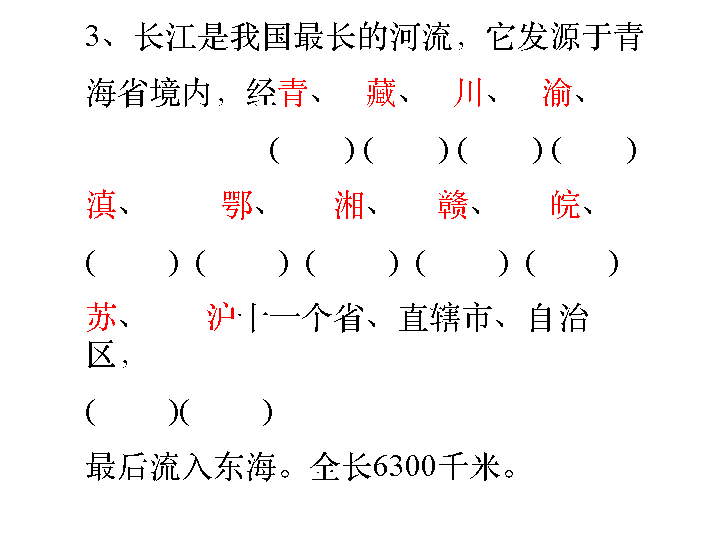 3、长江是我国最长的河流，它发源于青
海省境内，经青、 藏、 川、 渝、
( ) ( ) ( ) ( )
滇、 鄂、 湘、 赣、 皖、
( ) ( ) ( ) ( ) ( )
苏、 沪十一个省、直辖市、自治
区，
( )( )
最后流入东海。全长6300千米。